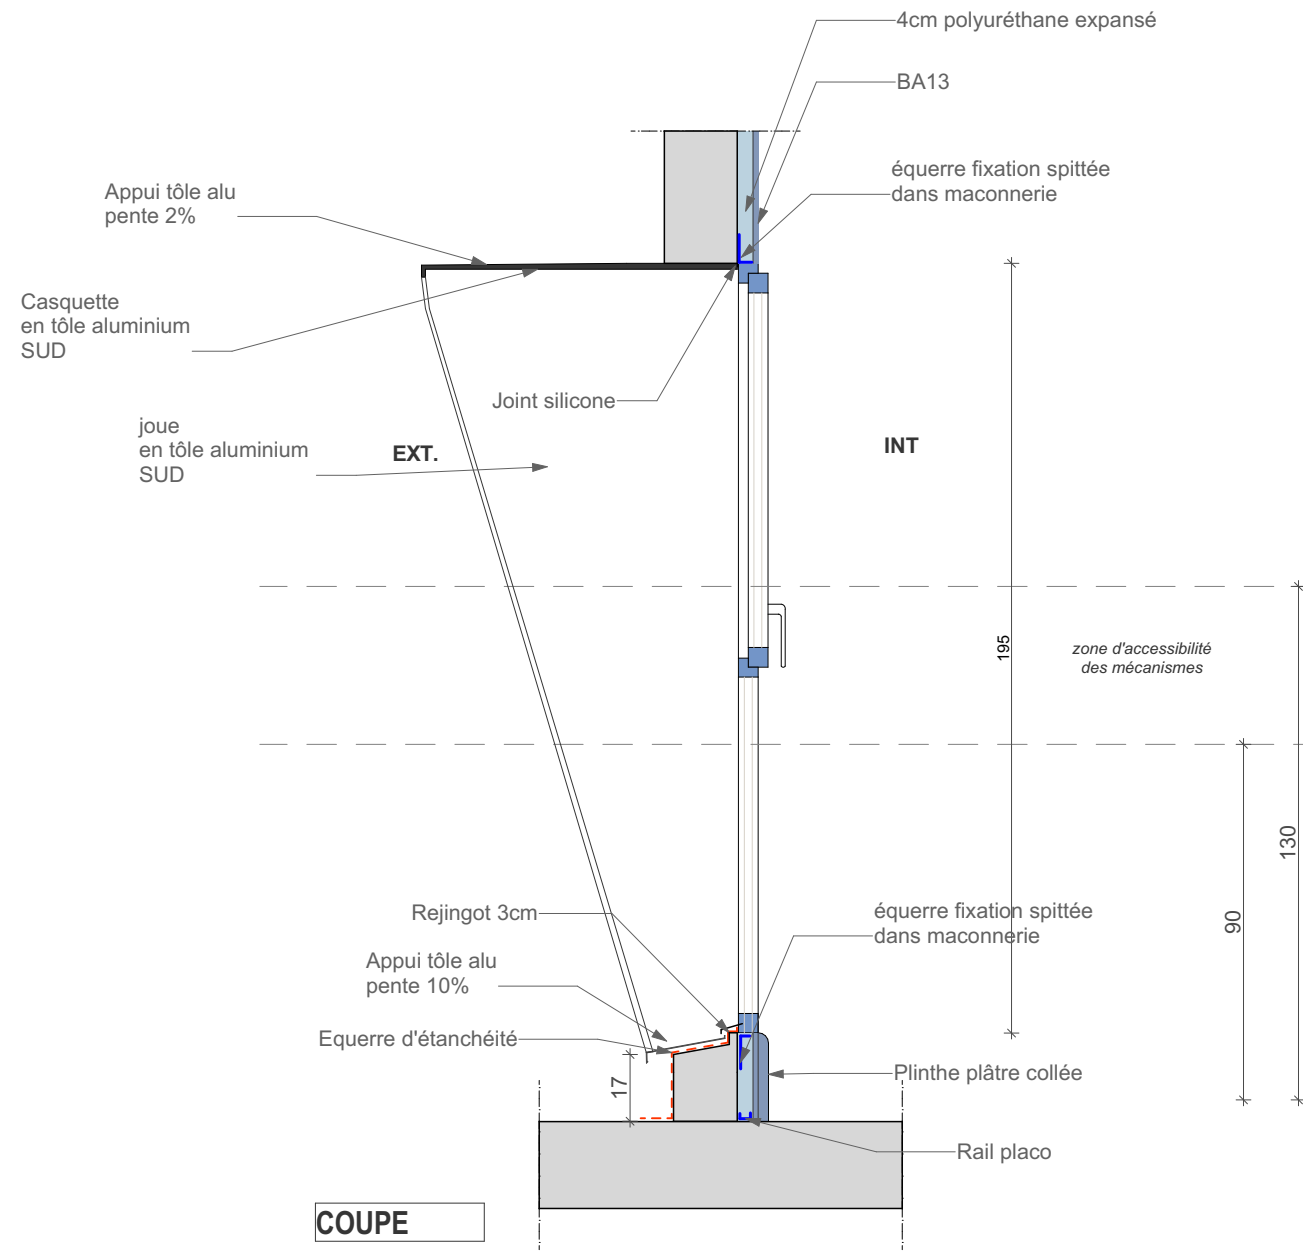 4cm polyuréthane expansé
BA13
équerre fixation spittée
dans maconnerie
Appui tôle alu
pente 2%
Casquette
en tôle aluminium
SUD
Joint silicone
joue
en tôle aluminium
SUD
EXT.
INT
195
zone d'accessibilité
des mécanismes
130
90
Rejingot 3cm
équerre fixation spittée
dans maconnerie
Appui tôle alu
pente 10%
Equerre d'étanchéité
17
Plinthe plâtre collée
Rail placo
COUPE